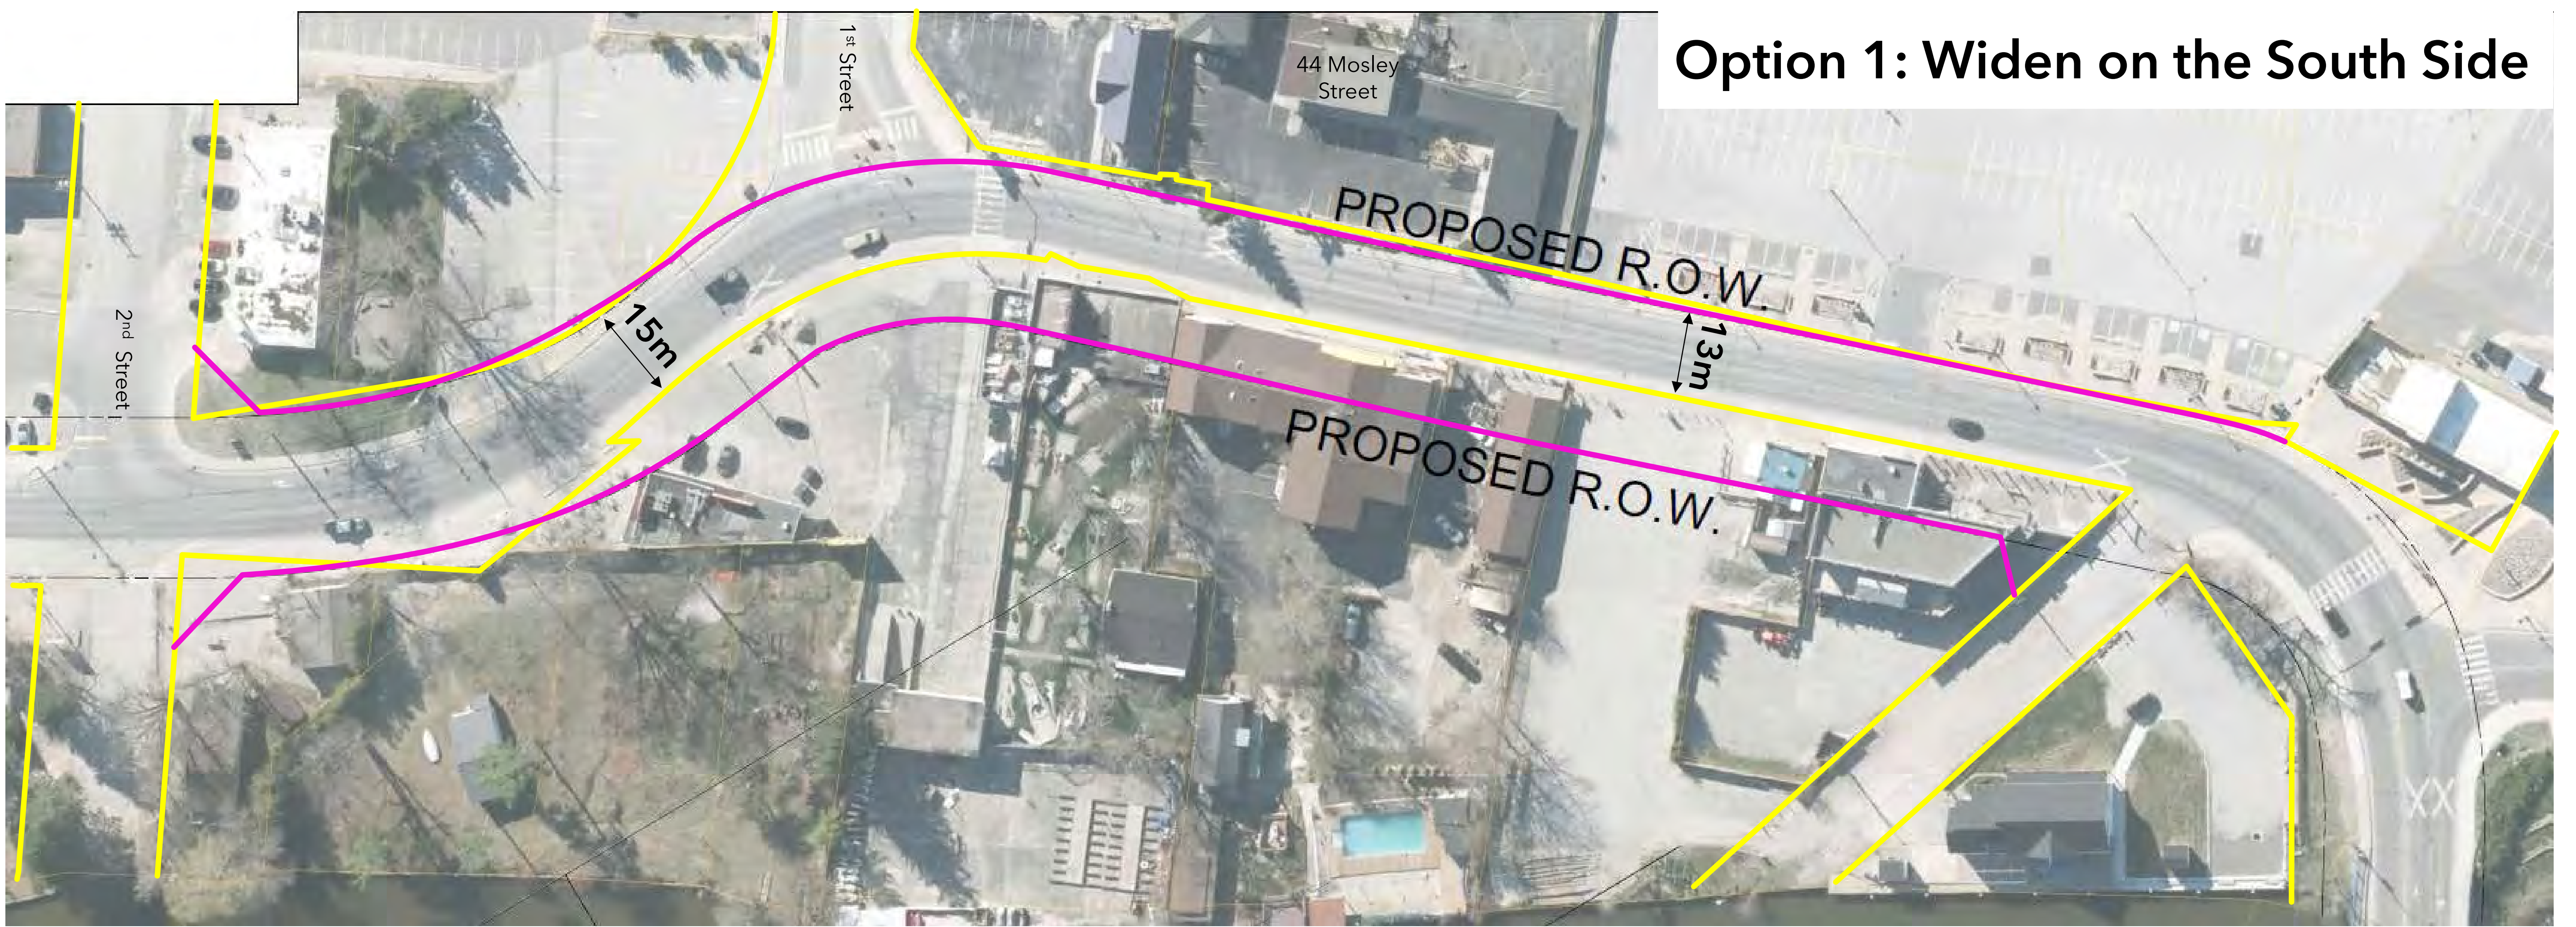 Option 1: Widen on the South Side
1st Street
44 Mosley
Street
PROPOSED R.O.W.
15m
13m
2nd Street
PROPOSED R.O.W.